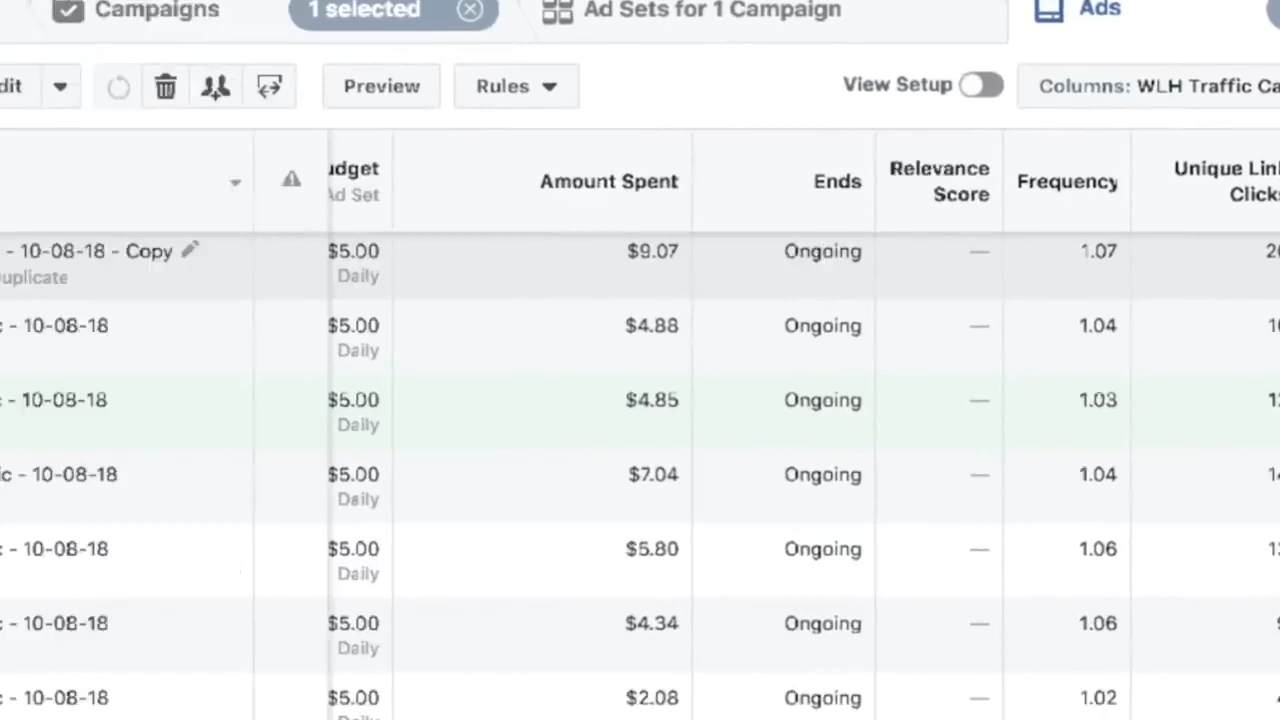 Campaigns 1 selected Ad Sets for 1 Campaign Ads
Preview Rules View Setup Columns: WLH Traffic
Amount Spent Ends Relevance Score Frequency Unique
Ad Set
- 10-08-18 - Copy $5.00 $9.07 Ongoing — 1.07
Daily
- 10-08-18 $5.00 $4.88 Ongoing — 1.04
Daily
- 10-08-18 $5.00 $4.85 Ongoing — 1.03
Daily
- 10-08-18 $5.00 $7.04 Ongoing — 1.04
Daily
- 10-08-18 $5.00 $5.80 Ongoing — 1.06
Daily
- 10-08-18 $5.00 $4.34 Ongoing — 1.06
Daily
- 10-08-18 $5.00 $2.08 Ongoing — 1.02